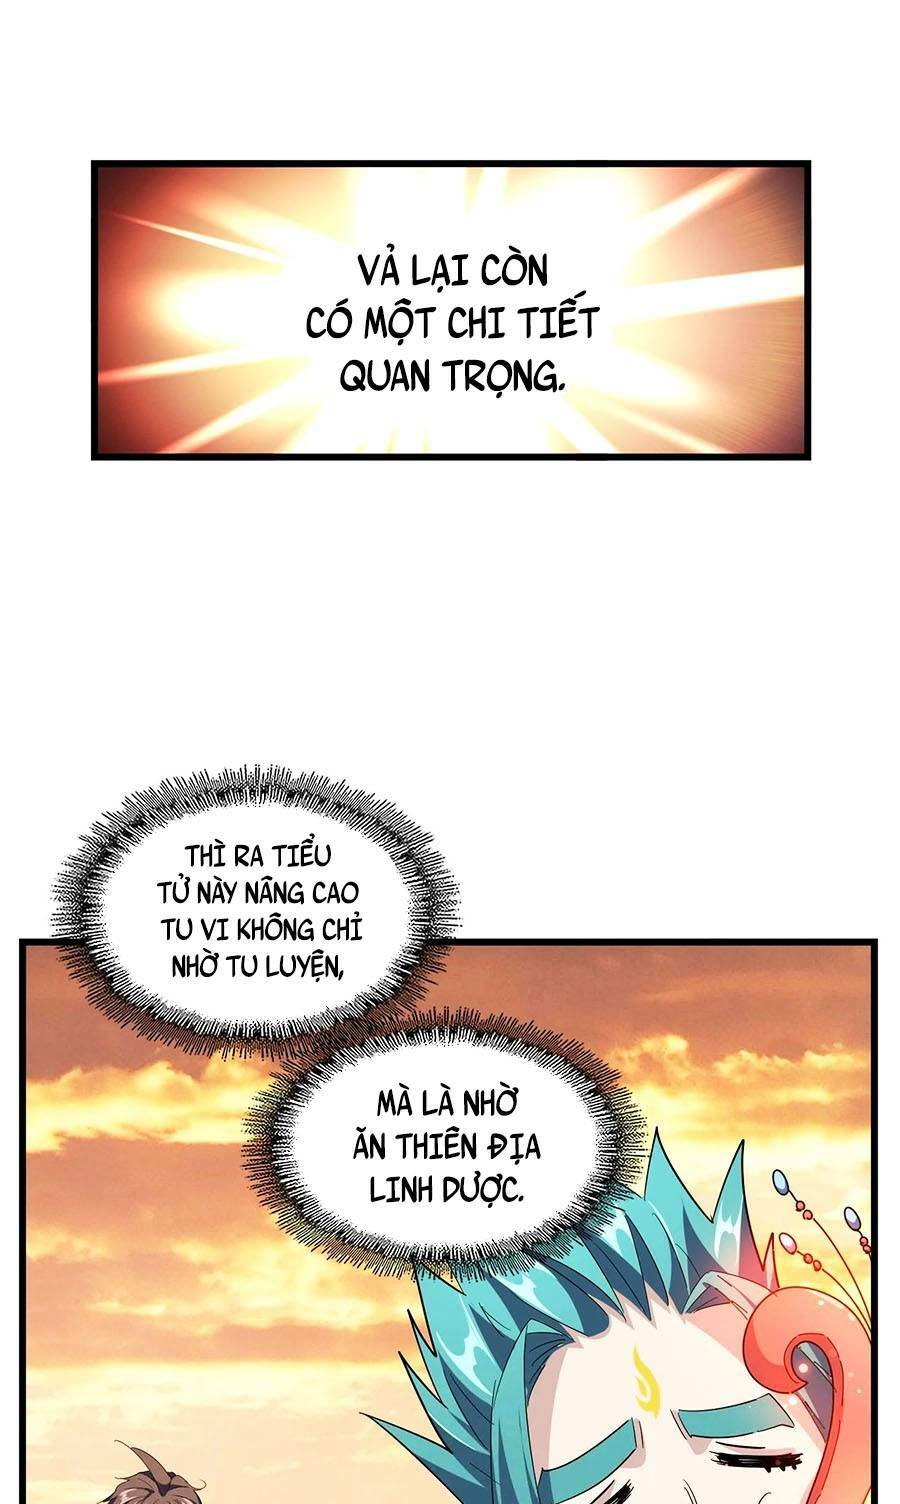 VẢ LẠI CÒN
CÓ MỘT CHI TIẾT
QUAN TRỌNG.
THÌ RA TIỂU
TỬ NÀY NÂNG CAO
TU VI KHÔNG CHỈ
NHỜ TU LUYỆN,
MÀ LÀ NHỜ
ĂN THIÊN ĐỊA
LINH DƯỢC.